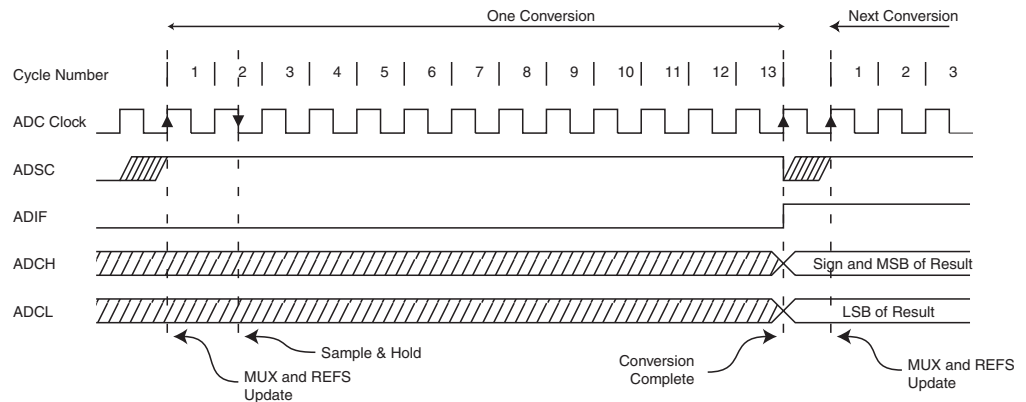 One Conversion
Next Conversion
Cycle Number
1 2 3 4 5 6 7 8 9 10 11 12 13 1 2 3
ADC Clock
ADSC
ADIF
ADCH
Sign and MSB of Result
ADCL
LSB of Result
Sample & Hold
MUX and REFS
Update
Conversion
Complete
MUX and REFS
Update